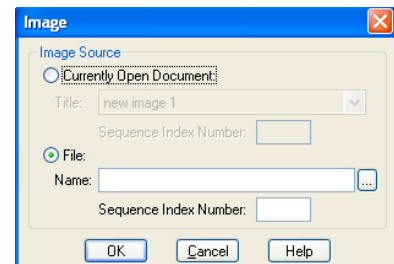 Image
Image Source
Currently Open Document:
Title: new image 1
Sequence Index Number:
File:
Name: ...
Sequence Index Number:
OK Cancel Help